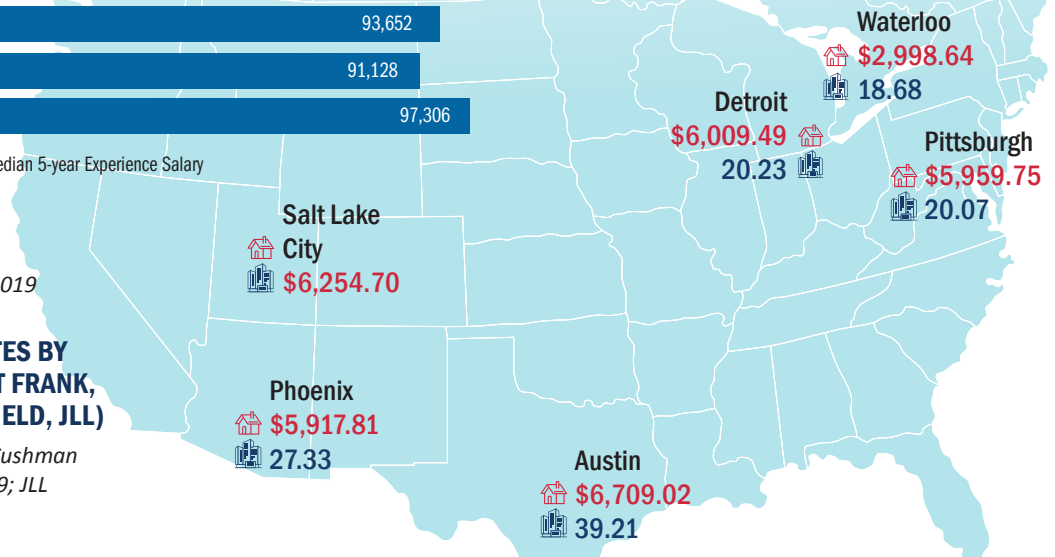 93,652
91,128
97,306
edian 5-year Experience Salary
019
TES BY
T FRANK,
ELD, JLL)
ushman
9; JLL
Waterloo
$2,998.64
18.68
Detroit
$6,009.49
20.23
Pittsburgh
$5,959.75
20.07
Salt Lake
City
$6,254.70
Phoenix
$5,917.81
27.33
Austin
$6,709.02
39.21